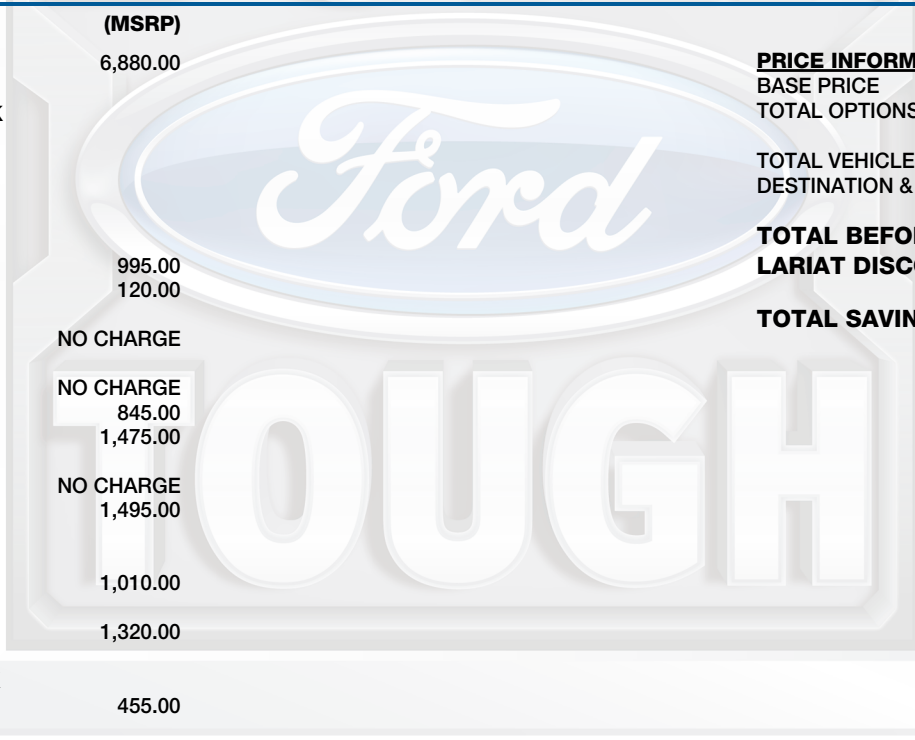 (MSRP)
6,880.00
995.00
120.00
NO CHARGE
NO CHARGE
845.00
1,475.00
NO CHARGE
1,495.00
1,010.00
1,320.00
455.00
PRICE INFORM
BASE PRICE
TOTAL OPTIONS
TOTAL VEHICLE
DESTINATION &
TOTAL BEFO
LARIAT DISC
TOTAL SAVIN
Ford
TOUGH